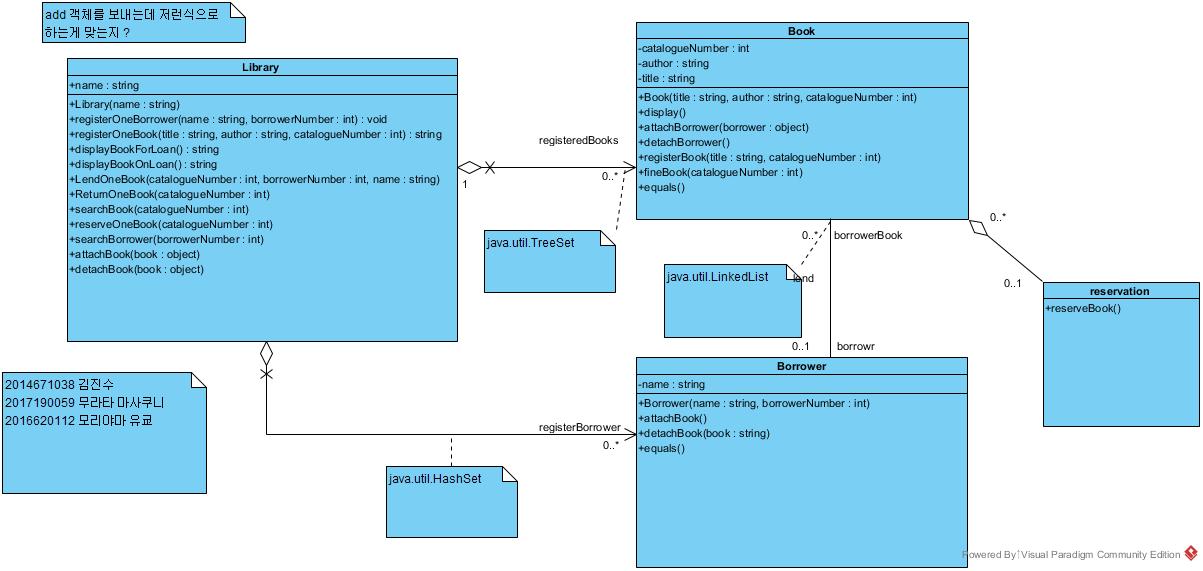 add 객체를 보내는데 저런식으로
하는게 맞는지 ?
Library
+name : string
+Library(name : string)
+registerOneBorrower(name : string, borrowerNumber : int) : void
+registerOneBook(title : string, author : string, catalogueNumber : int) : string
+displayBookForLoan() : string
+displayBookOnLoan() : string
+LendOneBook(catalogueNumber : int, borrowerNumber : int, name : string)
+ReturnOneBook(catalogueNumber : int)
+searchBook(catalogueNumber : int)
+reserveOneBook(catalogueNumber : int)
+searchBorrower(borrowerNumber : int)
+attachBook(book : object)
+detachBook(book : object)
registeredBooks
1
0..*
java.util.TreeSet
Book
-catalogueNumber : int
-author : string
-title : string
+Book(title : string, author : string, catalogueNumber : int)
+display()
+attachBorrower(borrower : object)
+detachBorrower()
+registerBook(title : string, catalogueNumber : int)
+fineBook(catalogueNumber : int)
+equals()
0..*
borrowerBook
java.util.LinkedList
lend
0..1
borrowr
0..*
0..1
reservation
+reserveBook()
2014671038 김진수
2017190059 무라타 마사쿠니
2016620112 모리야마 유쿄
registerBorrower
0..*
java.util.HashSet
Borrower
-name : string
+Borrower(name : string, borrowerNumber : int)
+attachBook()
+detachBook(book : string)
+equals()
Powered By Visual Paradigm Community Edition